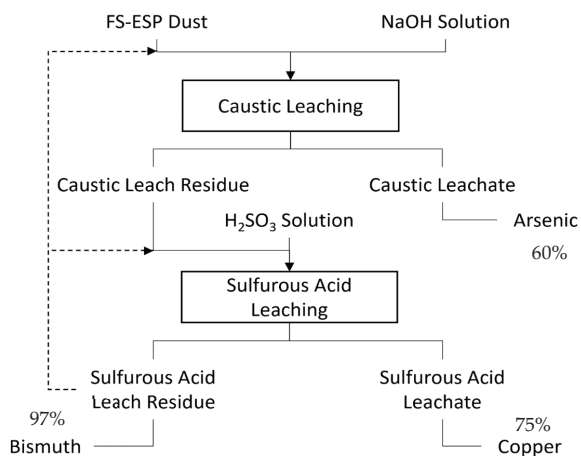 FS-ESP Dust
NaOH Solution
Caustic Leaching
Caustic Leach Residue
Caustic Leachate
H₂SO₃ Solution
Arsenic
60%
Sulfurous Acid
Leaching
Sulfurous Acid
Leach Residue
Sulfurous Acid
Leachate
97%
Bismuth
75%
Copper